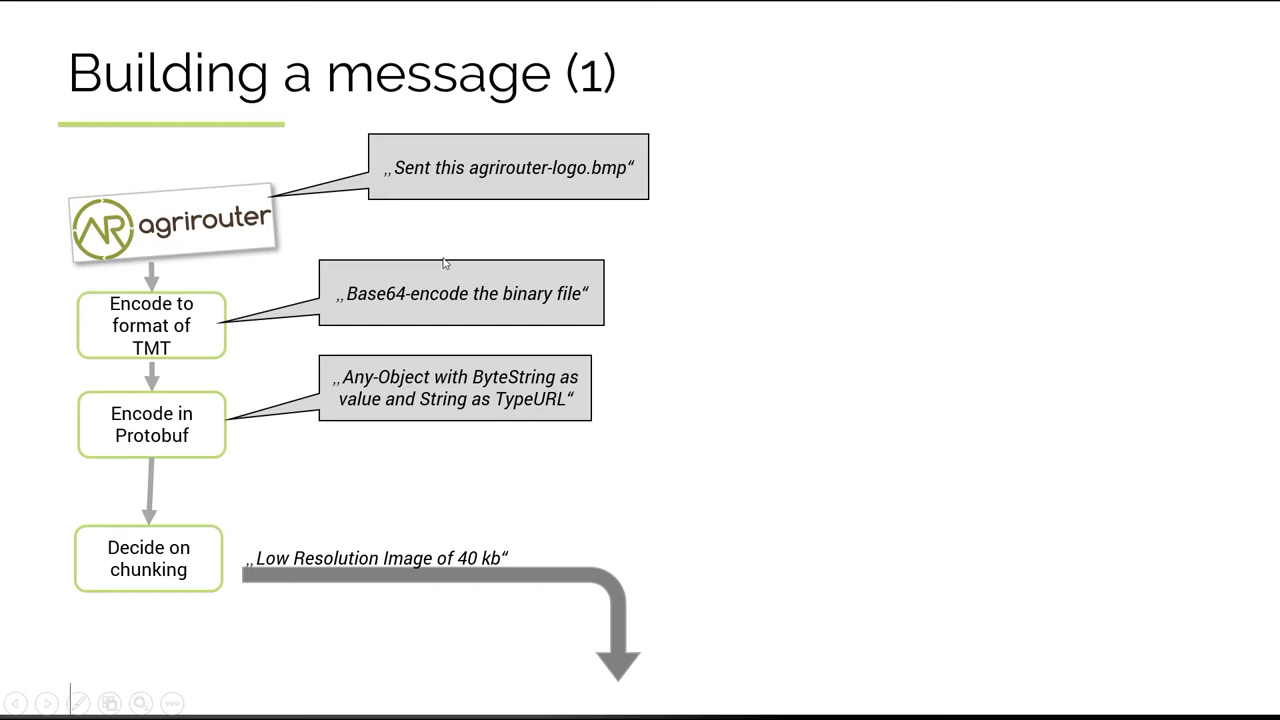 Building a message (1)
„Sent this agrirouter-logo.bmp“
AR agrirouter
„Base64-encode the binary file“
Encode to
format of
TMT
„Any-Object with ByteString as
value and String as TypeURL“
Encode in
Protobuf
Decide on
chunking
„Low Resolution Image of 40 kb“